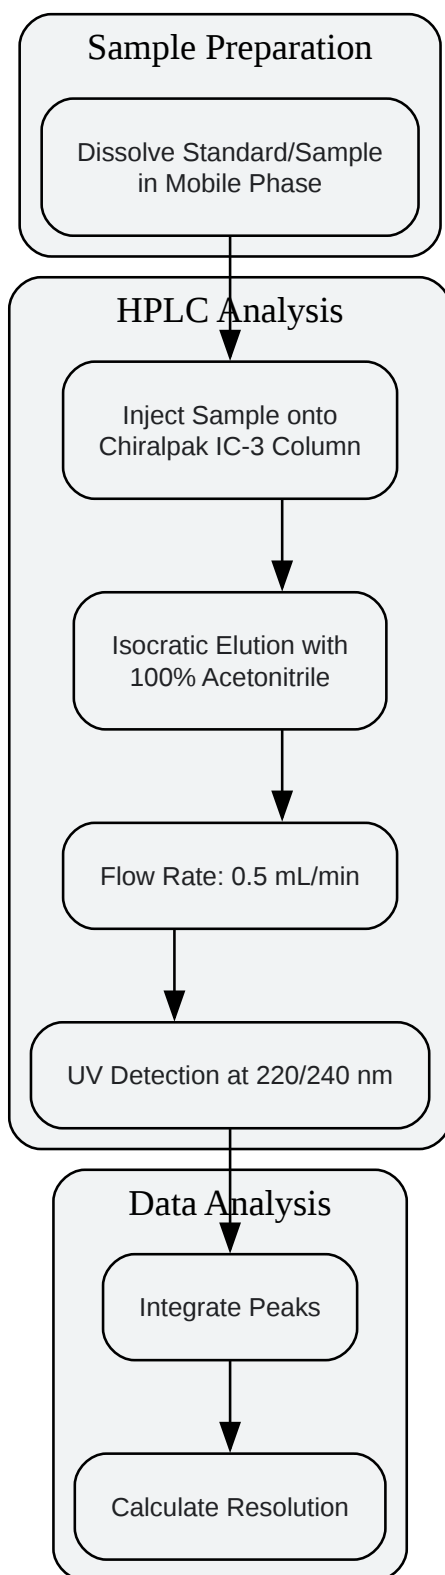 Sample Preparation
Dissolve Standard/Sample
in Mobile Phase
HPLC Analysis
Inject Sample onto
Chiralpak IC-3 Column
Isocratic Elution with
100% Acetonitrile
Flow Rate: 0.5 mL/min
UV Detection at 220/240 nm
Data Analysis
Integrate Peaks
Calculate Resolution